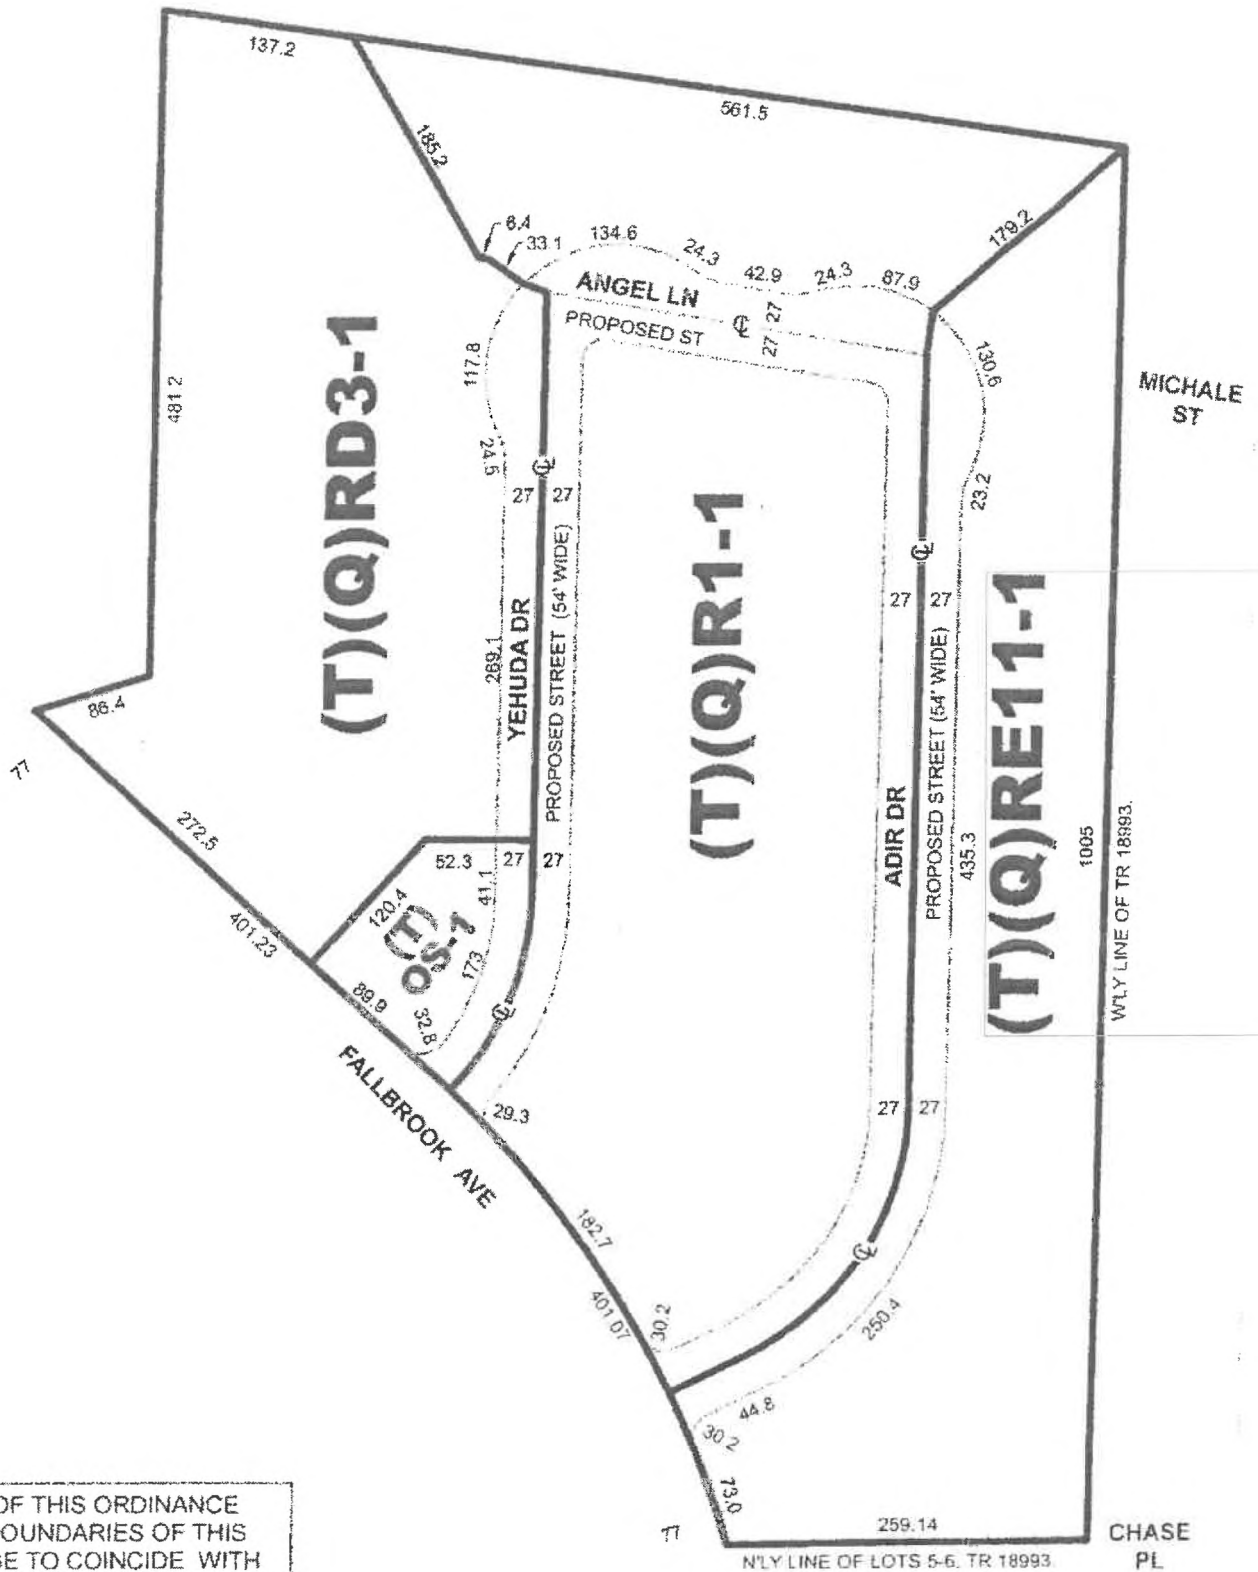 137.2
561.5
185.2
6.4
33.1
134.6
24.3
42.9
24.3
87.9
179.2
ANGEL LN
PROPOSED ST
27
27
℄
117.8
130.6
MICHALE
ST
481.2
(T)(Q)RD3-1
24.5
23.2
℄
27
27
(T)(Q)R1-1
℄
27
27
269.1
YEHUDA DR
PROPOSED STREET (54' WIDE)
ADIR DR
PROPOSED STREET (54' WIDE)
435.3
(T)(Q)RE11-1
1005
W'LY LINE OF TR 18993.
86.4
77
272.5
401.23
52.3
27
27
120.4
41.1
(T)
OS-1
173
89.9
32.8
℄
FALLBROOK AVE
29.3
27
27
182.7
401.07
30.2
℄
250.4
44.8
30.2
73.0
77
259.14
N'LY LINE OF LOTS 5-6, TR 18993.
CHASE
PL
OF THIS ORDINANCE
OUNDARIES OF THIS
SE TO COINCIDE WITH